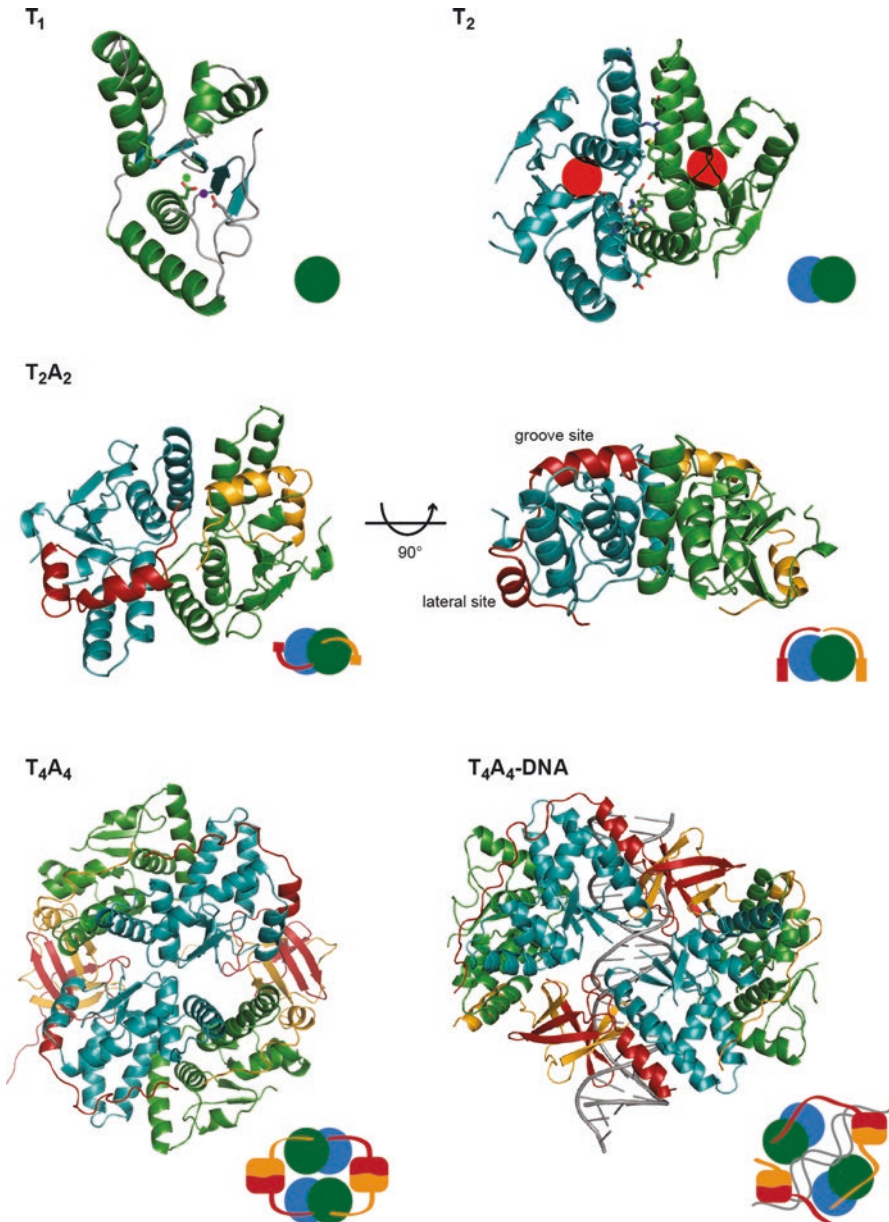 T₁
T₂
T₂A₂
groove site
90°
lateral site
T₄A₄
T₄A₄-DNA